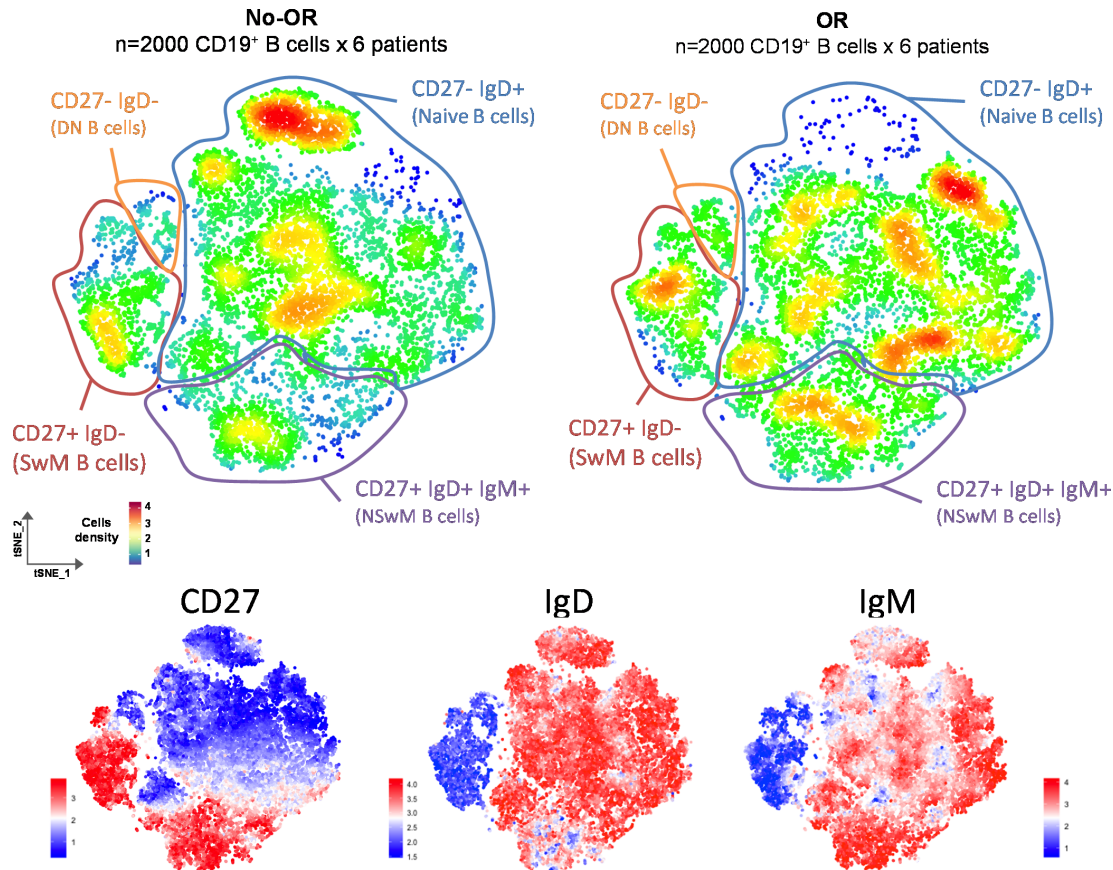 No-OR
n=2000 CD19+ B cells x 6 patients
OR
n=2000 CD19+ B cells x 6 patients
CD27- IgD-
(DN B cells)
CD27- IgD+
(Naive B cells)
CD27- IgD-
(DN B cells)
CD27- IgD+
(Naive B cells)
CD27+ IgD-
(SwM B cells)
CD27+ IgD+ IgM+
(NSwM B cells)
CD27+ IgD-
(SwM B cells)
CD27+ IgD+ IgM+
(NSwM B cells)
tSNE_2
tSNE_1
Cells
density
4
3
2
1
CD27
IgD
IgM
3
2
1
4.0
3.5
3.0
2.5
2.0
1.5
4
3
2
1